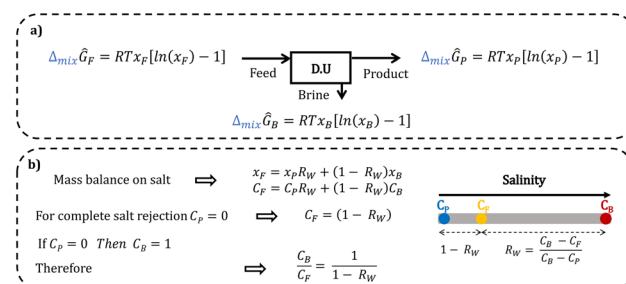 a)
Δ_mix Ĝ_F = RTx_F[ln(x_F) − 1]
Feed
D.U
Product
Δ_mix Ĝ_P = RTx_P[ln(x_P) − 1]
Brine
Δ_mix Ĝ_B = RTx_B[ln(x_B) − 1]
b)
Mass balance on salt ⇒ x_F = x_P R_W + (1 − R_W)x_B
C_F = C_P R_W + (1 − R_W)C_B
For complete salt rejection C_P = 0 ⇒ C_F = (1 − R_W)
If C_P = 0 Then C_B = 1
Therefore ⇒ C_B/C_F = 1/(1 − R_W)
Salinity
C_P C_F C_B
1 − R_W R_W = (C_B − C_F)/(C_B − C_P)